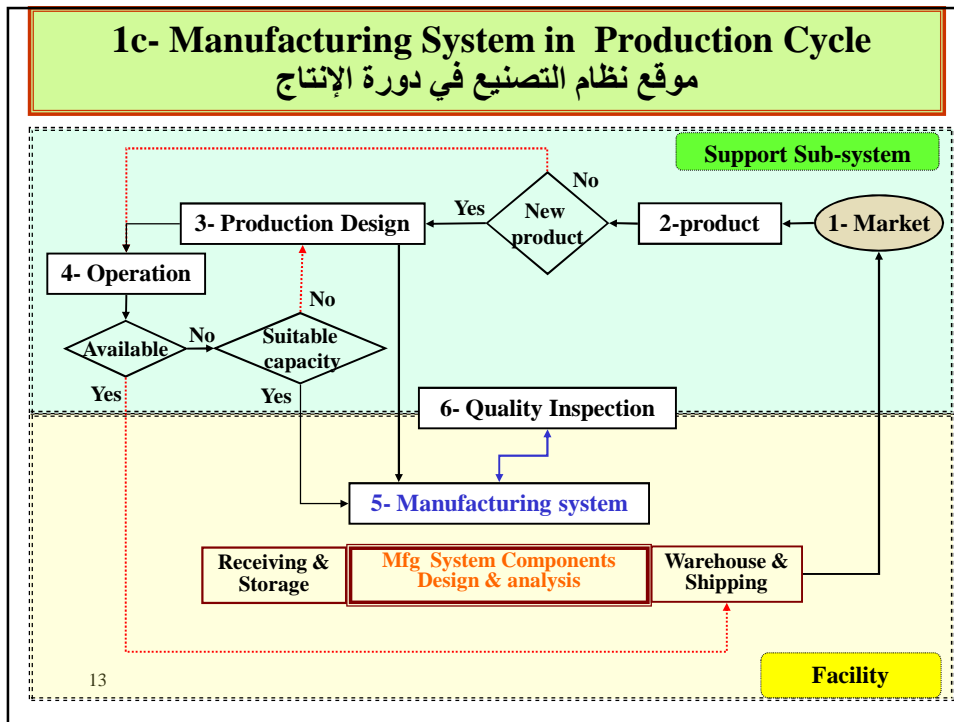 1c- Manufacturing System in Production Cycle
موقع نظام التصنيع في دورة الإنتاج
Support Sub-system
No
Yes
New
product
2-product
1- Market
3- Production Design
4- Operation
No
Available
No
Suitable
capacity
Yes
Yes
6- Quality Inspection
5- Manufacturing system
Receiving &
Storage
Mfg System Components
Design & analysis
Warehouse &
Shipping
13
Facility